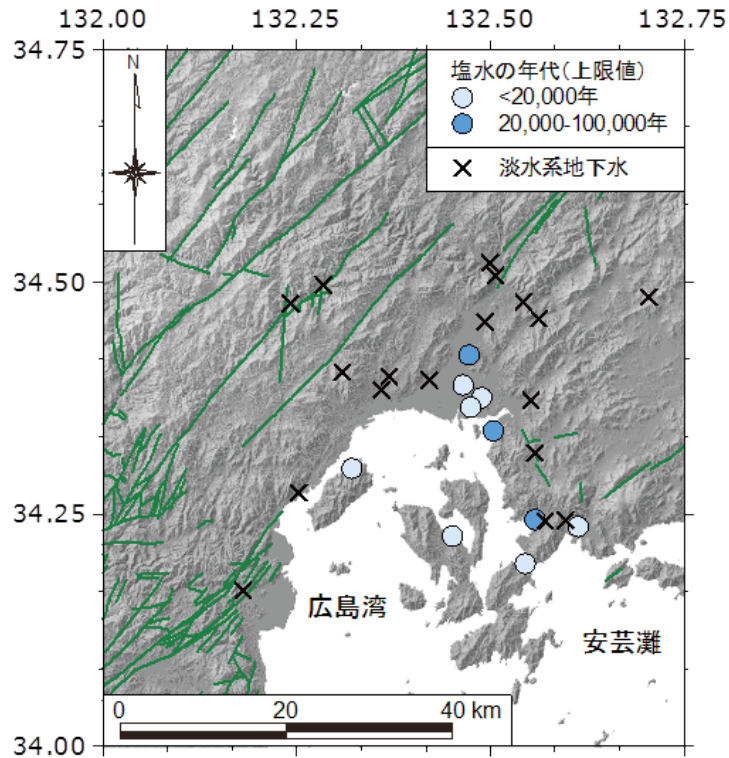 132.00 132.25 132.50 132.75
34.75
N
塩水の年代(上限値)
<20,000年
20,000-100,000年
淡水系地下水
34.50
34.25
広島湾
安芸灘
0 20 40 km
34.00